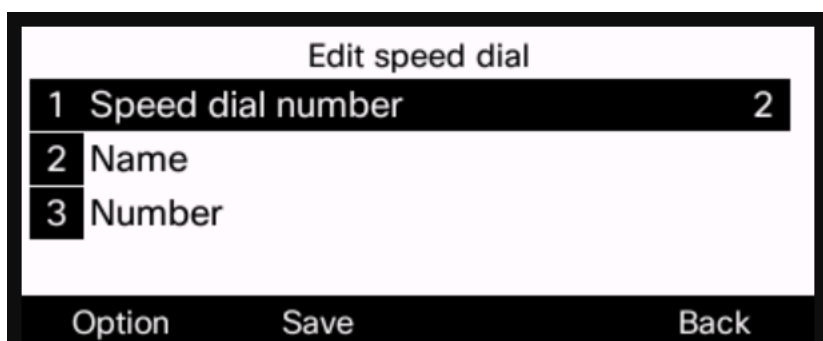 Edit speed dial
1 Speed dial number 2
2 Name
3 Number
Option Save Back